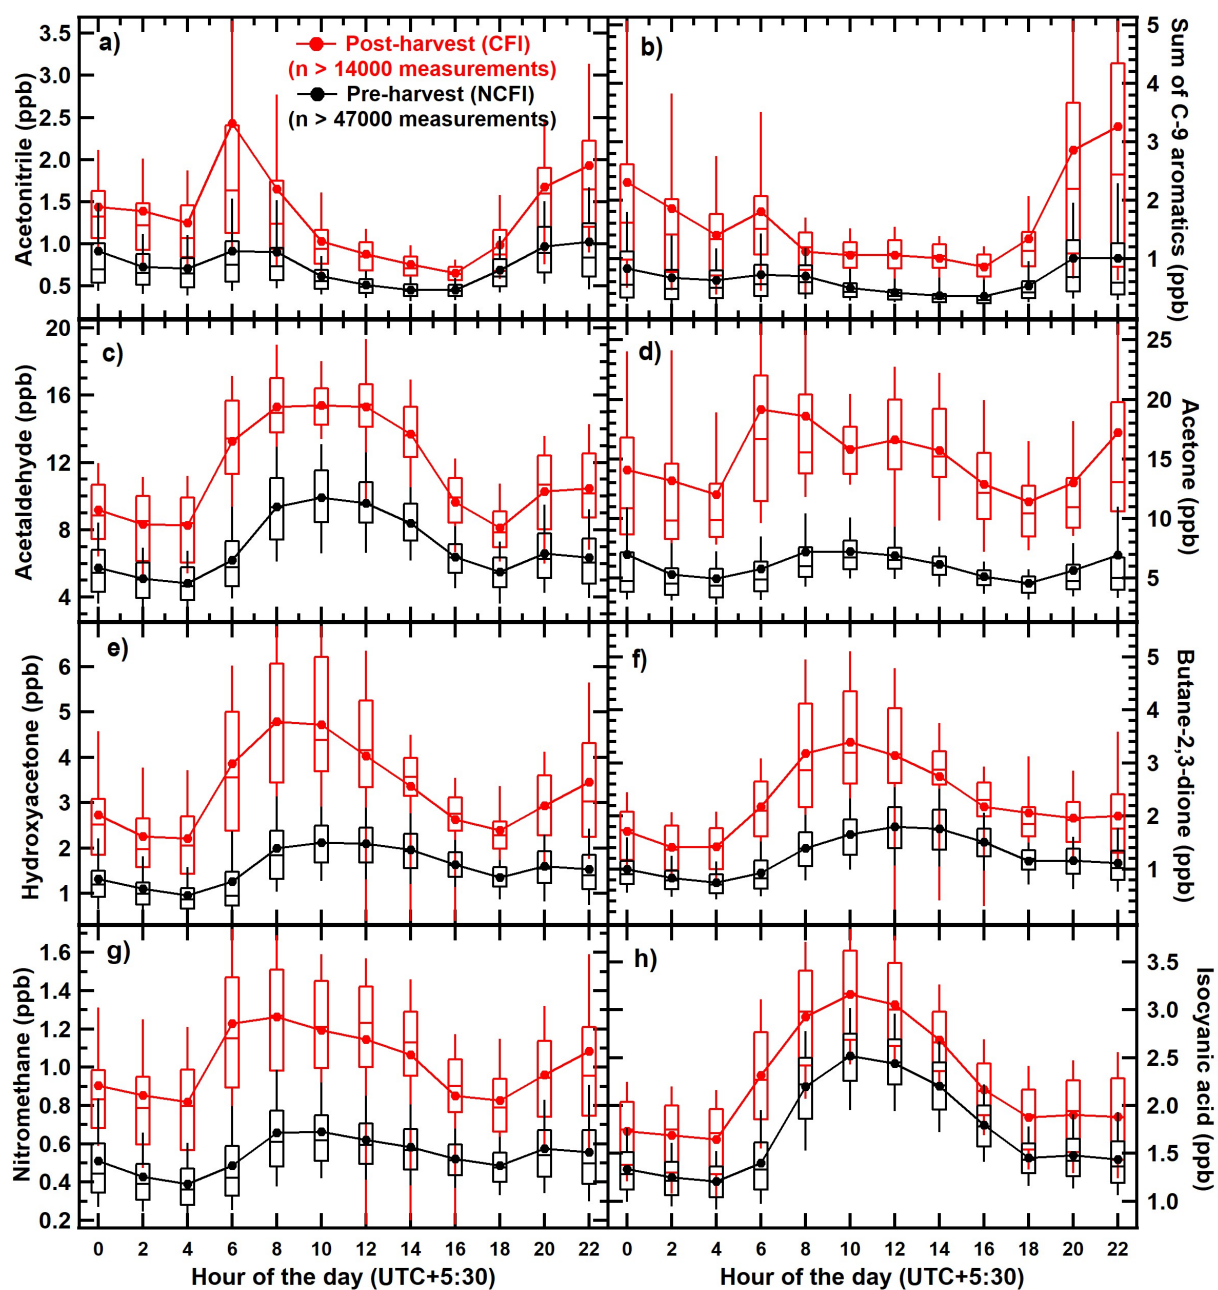 a)
Post-harvest (CFI)
(n > 14000 measurements)
Pre-harvest (NCFI)
(n > 47000 measurements)
Acetonitrile (ppb)
3.5
3.0
2.5
2.0
1.5
1.0
0.5
b)
5
4
3
2
1
Sum of C-9 aromatics (ppb)
c)
Acetaldehyde (ppb)
20
16
12
8
4
d)
25
20
15
10
5
Acetone (ppb)
e)
Hydroxyacetone (ppb)
6
5
4
3
2
1
f)
5
4
3
2
1
Butane-2,3-dione (ppb)
g)
Nitromethane (ppb)
1.6
1.4
1.2
1.0
0.8
0.6
0.4
0.2
h)
3.5
3.0
2.5
2.0
1.5
1.0
Isocyanic acid (ppb)
0 2 4 6 8 10 12 14 16 18 20 22
Hour of the day (UTC+5:30)
0 2 4 6 8 10 12 14 16 18 20 22
Hour of the day (UTC+5:30)